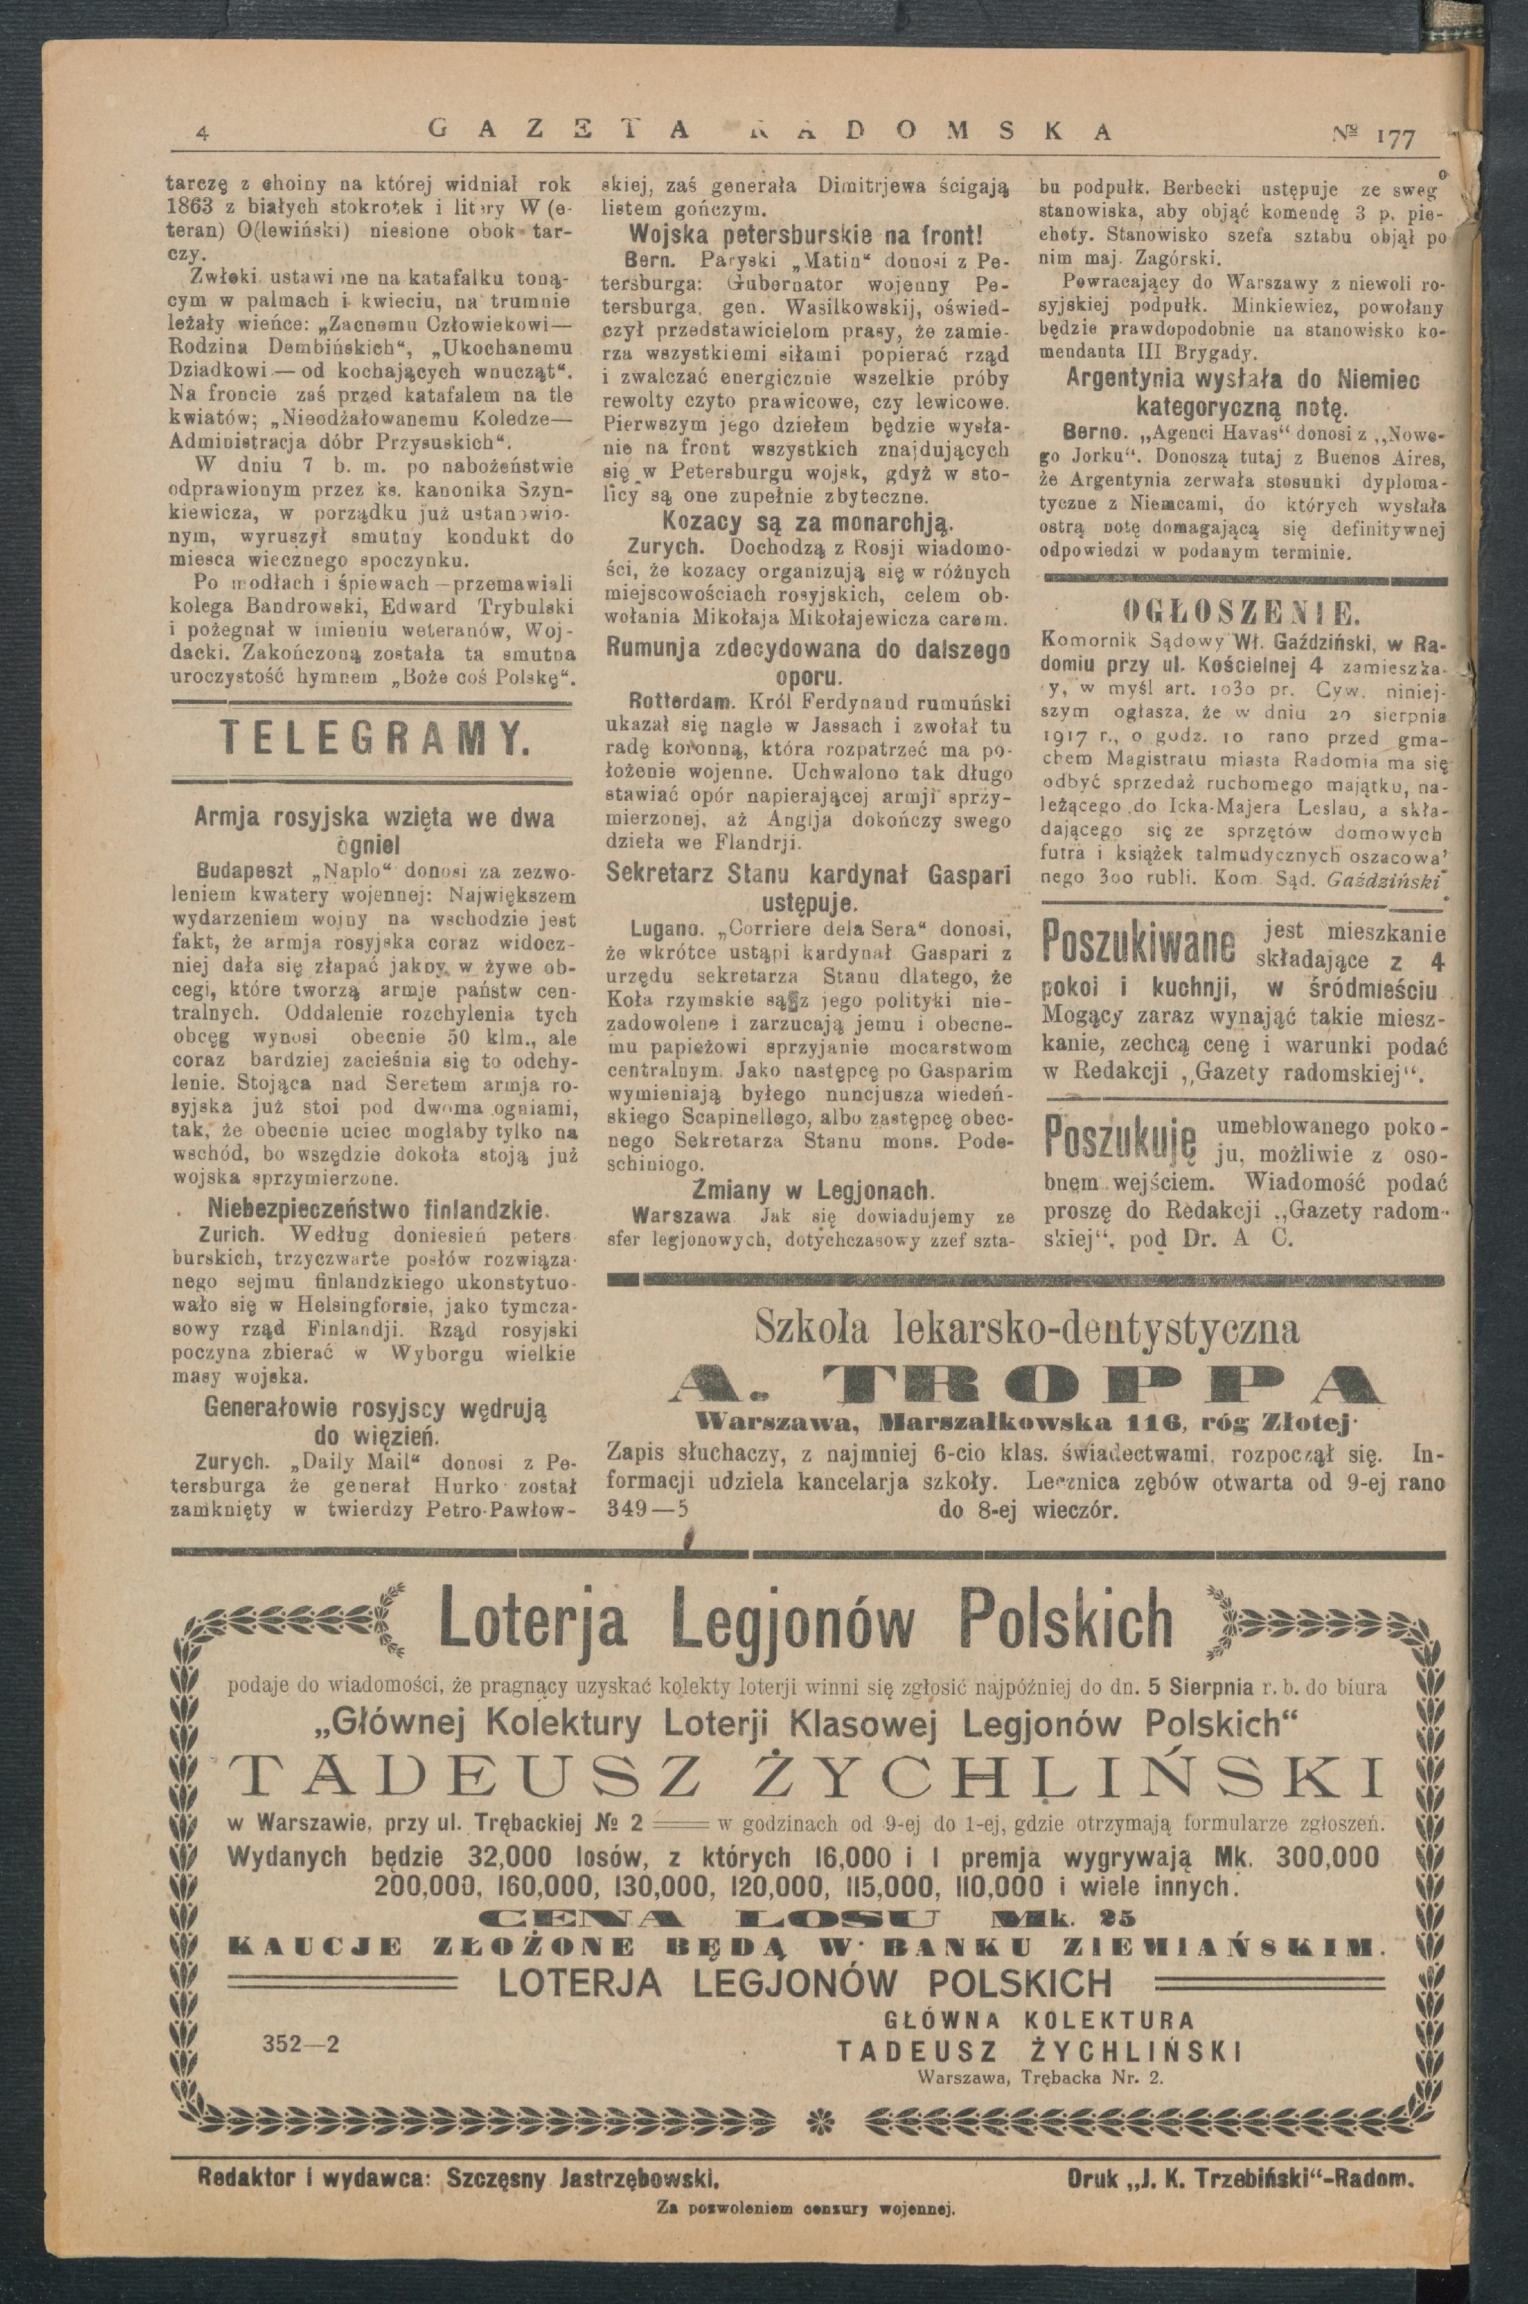 4
GAZETA RADOMSKA
№ 177
tarczę z choiny na której widniał rok
1863 z białych stokrotek i litery W (e-
teran) O(lewiński) niesione obok tar-
czy.
Zwłoki ustawione na katafalku toną-
cym w palmach i kwieciu, na trumnie
leżały wieńce: „Zacnemu Człowiekowi—
Rodzina Dembińskich“, „Ukochanemu
Dziadkowi — od kochających wnucząt“.
Na froncie zaś przed katafalem na tle
kwiatów; „Nieodżałowanemu Koledze—
Administracja dóbr Przysuskich“.
W dniu 7 b. m. po nabożeństwie
odprawionym przez ks. kanonika Szyn-
kiewicza, w porządku już ustanowio-
nym, wyruszył smutny kondukt do
miesca wiecznego spoczynku.
Po modłach i śpiewach — przemawiali
kolega Bandrowski, Edward Trybulski
i pożegnał w imieniu weteranów, Woj-
dacki. Zakończoną została ta smutna
uroczystość hymnem „Boże coś Polskę“.
TELEGRAMY.
Armja rosyjska wzięta we dwa
ognie!
Budapeszt „Naplo“ donosi za zezwo-
leniem kwatery wojennej: Największem
wydarzeniem wojny na wschodzie jest
fakt, że armja rosyjska coraz widocz-
niej dała się złapać jakby w żywe ob-
cegi, które tworzą armje państw cen-
tralnych. Oddalenie rozchylenia tych
obcęg wynosi obecnie 50 klm., ale
coraz bardziej zacieśnia się to odchy-
lenie. Stojąca nad Seretem armja ro-
syjska już stoi pod dwoma ogniami,
tak, że obecnie uciec mogłaby tylko na
wschód, bo wszędzie dokoła stoją już
wojska sprzymierzone.
Niebezpieczeństwo finlandzkie.
Zurich. Według doniesień peters
burskich, trzyczwarte posłów rozwiąza-
nego sejmu finlandzkiego ukonstytuo-
wało się w Helsingforsie, jako tymcza-
sowy rząd Finlandji. Rząd rosyjski
poczyna zbierać w Wyborgu wielkie
masy wojska.
Generałowie rosyjscy wędrują
do więzień.
Zurych. „Daily Mail“ donosi z Pe-
tersburga że generał Hurko został
zamknięty w twierdzy Petro-Pawłow-
skiej, zaś generała Dimitrjewa ścigają
listem gończym.
Wojska petersburskie na front!
Bern. Paryski „Matin“ donosi z Pe-
tersburga: Gubernator wojenny Pe-
tersburga, gen. Wasilkowskij, oświed-
czył przedstawicielom prasy, że zamie-
rza wszystkiemi siłami popierać rząd
i zwalczać energicznie wszelkie próby
rewolty czyto prawicowe, czy lewicowe.
Pierwszym jego dziełem będzie wysła-
nie na front wszystkich znajdujących
się w Petersburgu wojsk, gdyż w sto-
licy są one zupełnie zbyteczne.
Kozacy są za monarchją.
Zurych. Dochodzą z Rosji wiadomo-
ści, że kozacy organizują się w różnych
miejscowościach rosyjskich, celem ob-
wołania Mikołaja Mikołajewicza carem.
Rumunja zdecydowana do dalszego
oporu.
Rotterdam. Król Ferdynand rumuński
ukazał się nagle w Jassach i zwołał tu
radę koronną, która rozpatrzeć ma po-
łożenie wojenne. Uchwalono tak długo
stawiać opór napierającej armji sprzy-
mierzonej, aż Anglja dokończy swego
dzieła we Flandrji.
Sekretarz Stanu kardynał Gaspari
ustępuje.
Lugano. „Corriere dela Sera“ donosi,
że wkrótce ustąpi kardynał Gaspari z
urzędu sekretarza Stanu dlatego, że
Koła rzymskie są z jego polityki nie-
zadowolene i zarzucają jemu i obecne-
mu papieżowi sprzyjanie mocarstwom
centralnym. Jako następcę po Gasparim
wymieniają byłego nuncjusza wiedeń-
skiego Scapinellego, albo zastępcę obec-
nego Sekretarza Stanu mons. Pode-
schiniogo.
Zmiany w Legjonach.
Warszawa Jak się dowiadujemy ze
sfer legjonowych, dotychczasowy zzef szta-
bu podpułk. Berbecki ustępuje ze sweg o
stanowiska, aby objąć komendę 3 p. pie-
choty. Stanowisko szefa sztabu objął po
nim maj. Zagórski.
Powracający do Warszawy z niewoli ro-
syjskiej podpułk. Minkiewicz, powołany
będzie prawdopodobnie na stanowisko ko-
mendanta III Brygady.
Argentynia wysłała do Niemiec
kategoryczną notę.
Berno. „Agenci Havas“ donosi z „Nowe-
go Jorku“. Donoszą tutaj z Buenos Aires,
że Argentynia zerwała stosunki dyploma-
tyczne z Niemcami, do których wysłała
ostrą notę domagającą się definitywnej
odpowiedzi w podanym terminie.
OGŁOSZENIE.
Komornik Sądowy Wł. Gaździński, w Ra-
domiu przy ul. Kościelnej 4 zamieszka-
y, w myśl art. 1030 pr. Cyw. niniej-
szym ogłasza, że w dniu 20 sierpnia
1917 r., o godz. 10 rano przed gma-
chem Magistratu miasta Radomia ma się
odbyć sprzedaż ruchomego majątku, na-
leżącego do Icka-Majera Leslau, a skła-
dającego się ze sprzętów domowych
futra i książek talmudycznych oszacowa'
nego 300 rubli. Kom. Sąd. Gaździński
Poszukiwane jest mieszkanie
składające z 4
pokoi i kuchnji, w śródmieściu
Mogący zaraz wynająć takie miesz-
kanie, zechcą cenę i warunki podać
w Redakcji „Gazety radomskiej“.
Poszukuję umeblowanego poko-
ju, możliwie z oso-
bnem wejściem. Wiadomość podać
proszę do Redakcji „Gazety radom-
skiej“, pod Dr. A C.
Szkoła lekarsko-dentystyczna
A. TROPPA
Warszawa, Marszałkowska 116, róg Złotej
Zapis słuchaczy, z najmniej 6-cio klas. świadectwami, rozpoczął się. In-
formacji udziela kancelarja szkoły. Lecznica zębów otwarta od 9-ej rano
349—5 do 8-ej wieczór.
Loterja Legjonów Polskich
podaje do wiadomości, że pragnący uzyskać kolekty loterji winni się zgłosić najpóźniej do dn. 5 Sierpnia r. b. do biura
„Głównej Kolektury Loterji Klasowej Legjonów Polskich“
TADEUSZ ŻYCHLIŃSKI
w Warszawie, przy ul. Trębackiej № 2 w godzinach od 9-ej do 1-ej, gdzie otrzymają formularze zgłoszeń.
Wydanych będzie 32,000 losów, z których 16,000 i 1 premja wygrywają Mk. 300,000
200,000, 160,000, 130,000, 120,000, 115,000, 110,000 i wiele innych.
CENA LOSU Mk. 25
KAUCJE ZŁOŻONE BĘDĄ W BANKU ZIEMIAŃSKIM.
LOTERJA LEGJONÓW POLSKICH
GŁÓWNA KOLEKTURA
352—2
TADEUSZ ŻYCHLIŃSKI
Warszawa, Trębacka Nr. 2.
Redaktor i wydawca: Szczęsny Jastrzębowski.
Druk „J. K. Trzebiński“-Radom.
Za pozwoleniem cenzury wojennej.